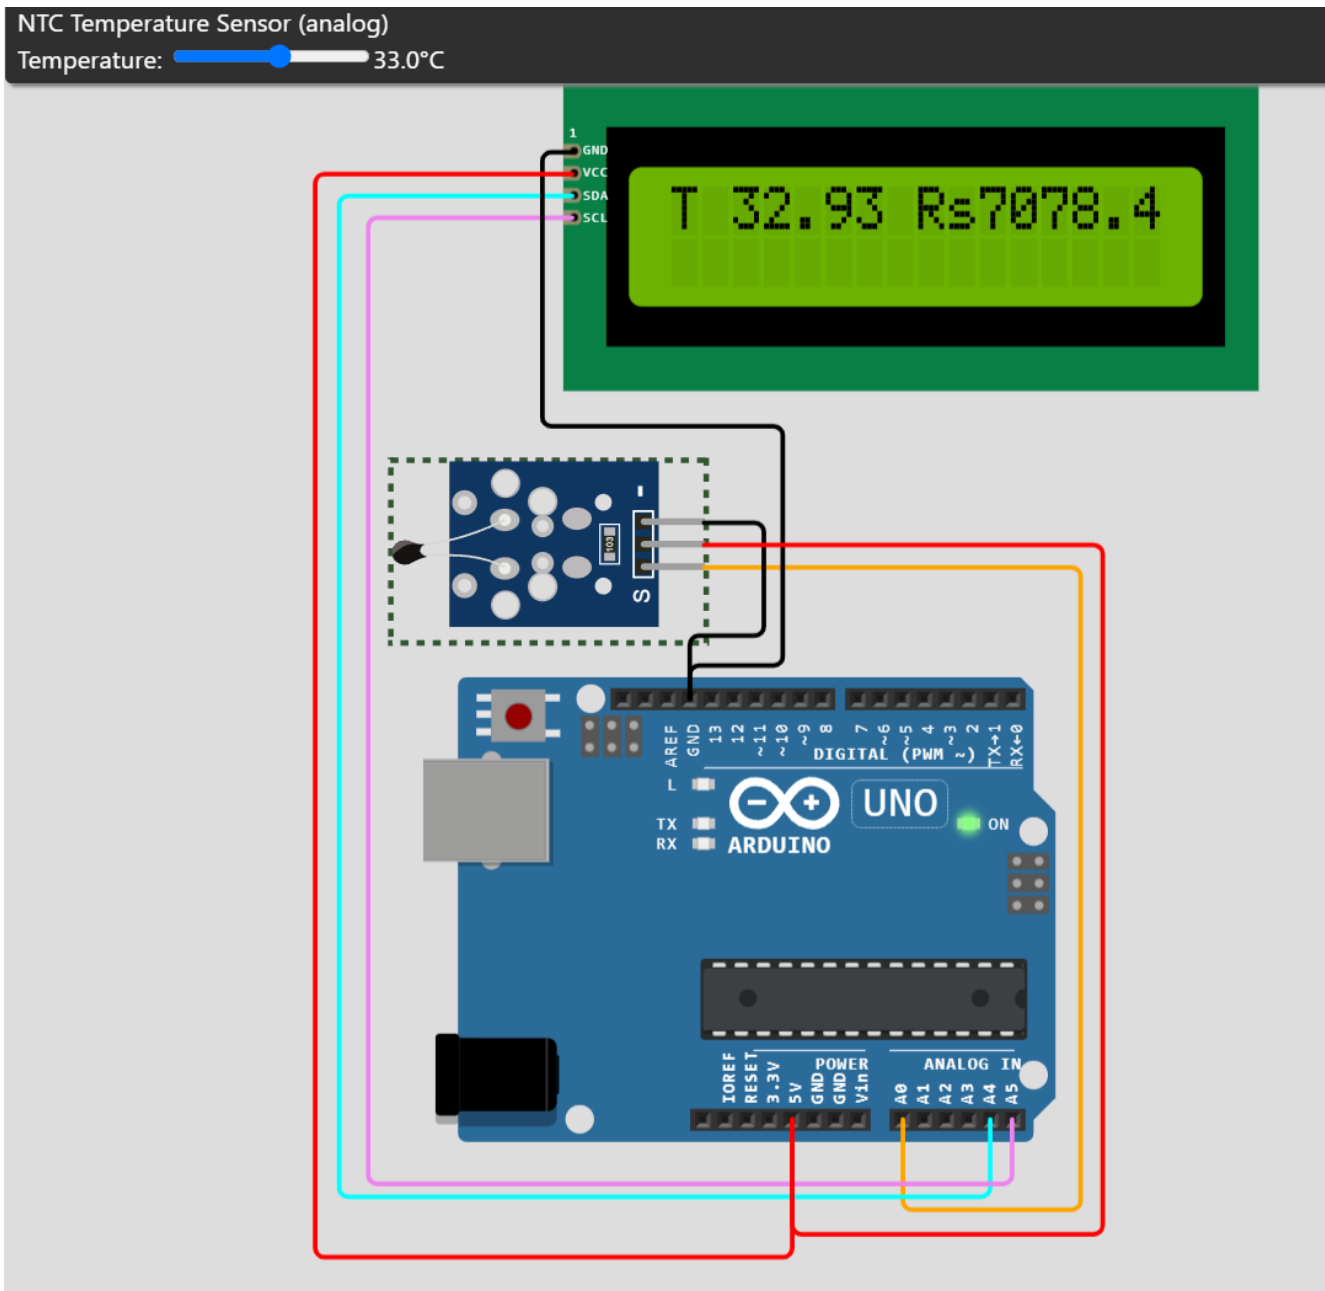 NTC Temperature Sensor (analog)
Temperature: 33.0°C
1
GND
VCC
SDA
SCL
T 32.93 Rs7078.4
-
103
S
AREF
GND
13
12
~11
~10
~9
8
7
~6
~5
4
~3
2
TX→1
RX←0
DIGITAL (PWM ~)
L
TX
RX
UNO
ON
ARDUINO
IOREF
RESET
3.3V
5V
GND
GND
Vin
POWER
ANALOG IN
A0
A1
A2
A3
A4
A5